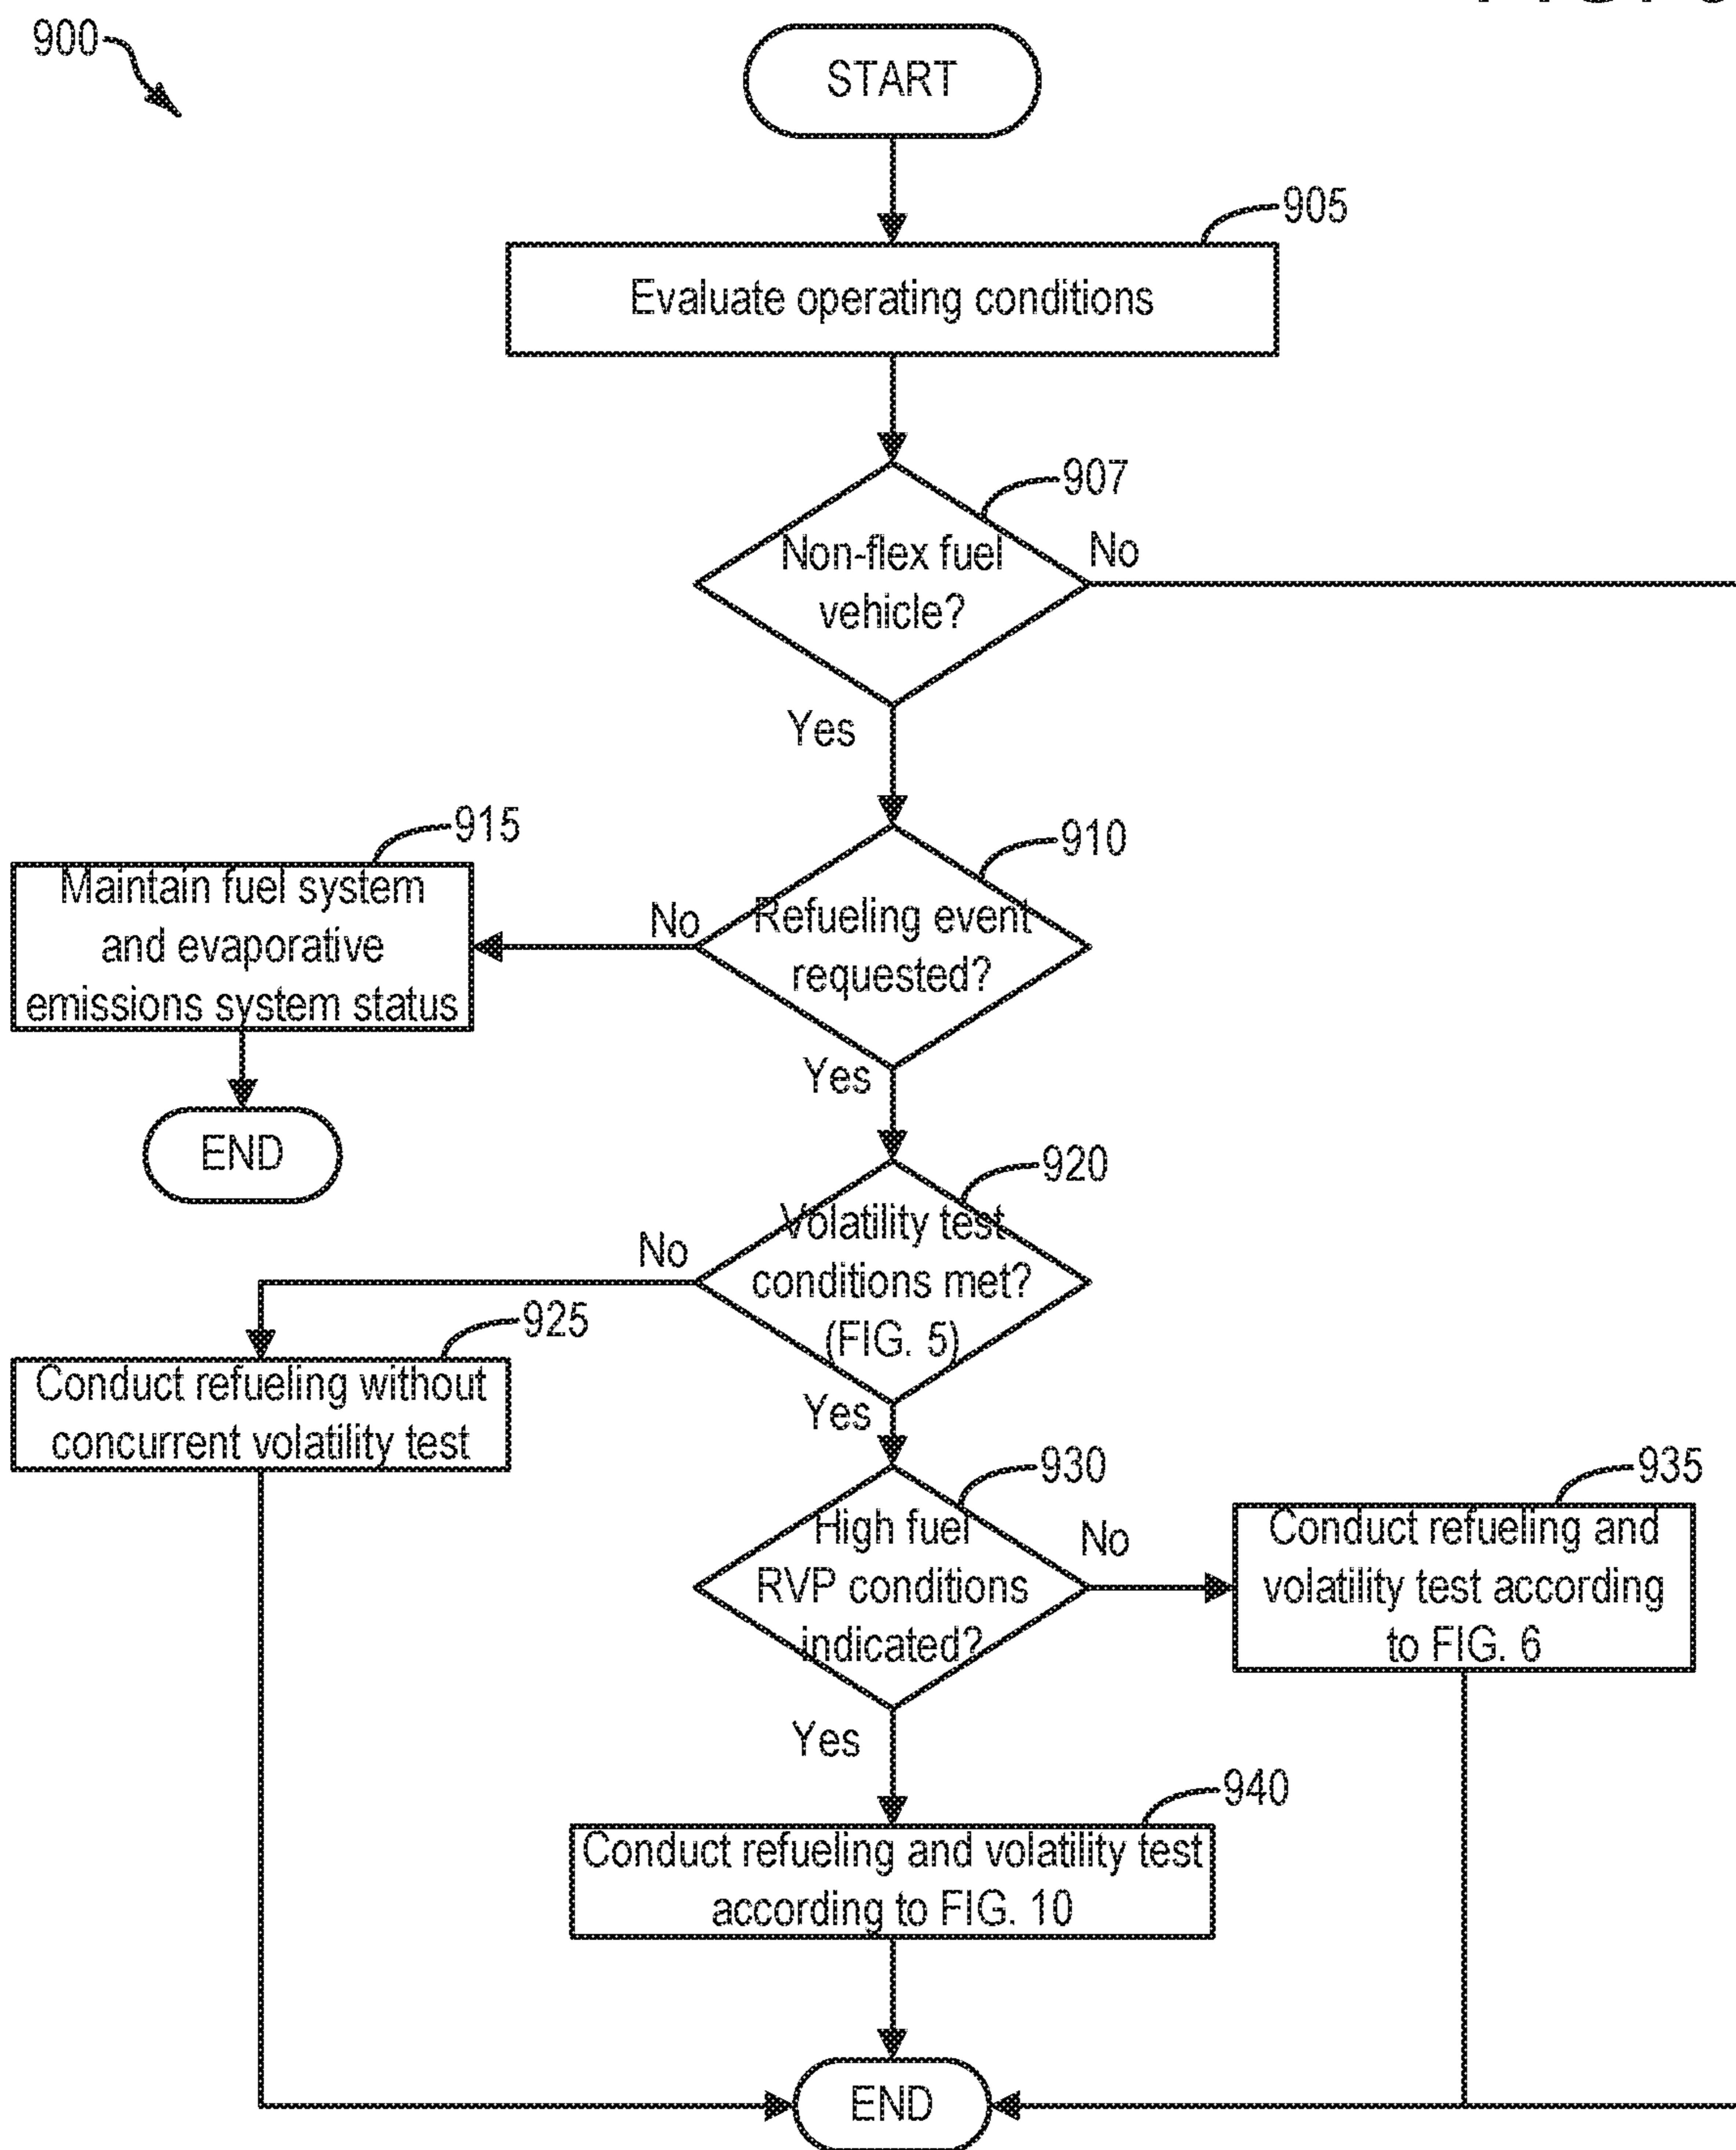 900
START
905
Evaluate operating conditions
907
Non-flex fuel
vehicle?
No
Yes
915
Maintain fuel system
and evaporative
emissions system status
910
Refueling event
requested?
No
Yes
END
920
Volatility test
conditions met?
(FIG. 5)
No
Yes
925
Conduct refueling without
concurrent volatility test
930
High fuel
RVP conditions
indicated?
No
Yes
935
Conduct refueling and
volatility test according
to FIG. 6
940
Conduct refueling and volatility test
according to FIG. 10
END